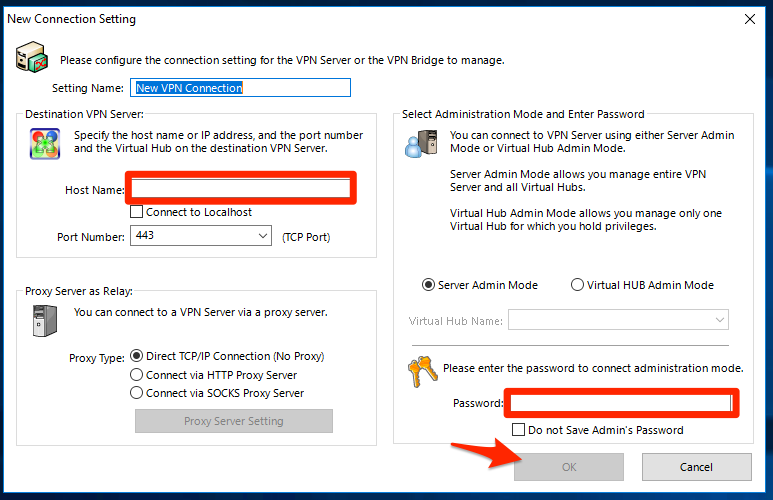 New Connection Setting
Please configure the connection setting for the VPN Server or the VPN Bridge to manage.
Setting Name:
New VPN Connection
Destination VPN Server:
Specify the host name or IP address, and the port number
and the Virtual Hub on the destination VPN Server.
Host Name:
Connect to Localhost
Port Number:
443
(TCP Port)
Proxy Server as Relay:
You can connect to a VPN Server via a proxy server.
Proxy Type:
Direct TCP/IP Connection (No Proxy)
Connect via HTTP Proxy Server
Connect via SOCKS Proxy Server
Proxy Server Setting
Select Administration Mode and Enter Password
You can connect to VPN Server using either Server Admin
Mode or Virtual Hub Admin Mode.
Server Admin Mode allows you manage entire VPN
Server and all Virtual Hubs.
Virtual Hub Admin Mode allows you manage only one
Virtual Hub for which you hold privileges.
Server Admin Mode
Virtual HUB Admin Mode
Virtual Hub Name:
Please enter the password to connect administration mode.
Password:
Do not Save Admin's Password
OK
Cancel